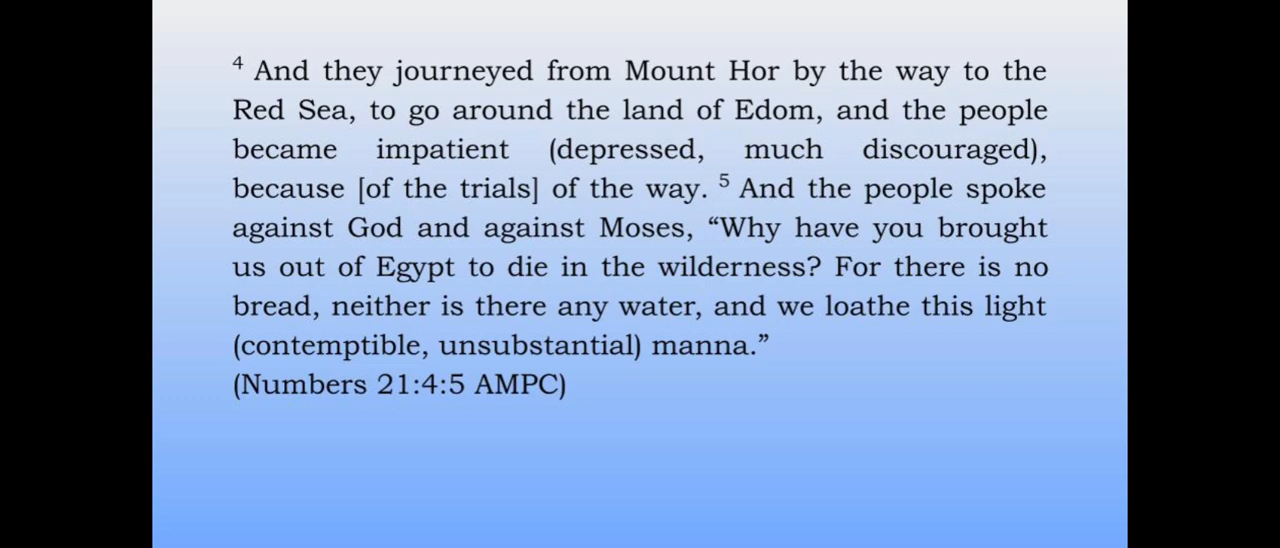 ⁴ And they journeyed from Mount Hor by the way to the
Red Sea, to go around the land of Edom, and the people
became impatient (depressed, much discouraged),
because [of the trials] of the way. ⁵ And the people spoke
against God and against Moses, “Why have you brought
us out of Egypt to die in the wilderness? For there is no
bread, neither is there any water, and we loathe this light
(contemptible, unsubstantial) manna.”
(Numbers 21:4:5 AMPC)